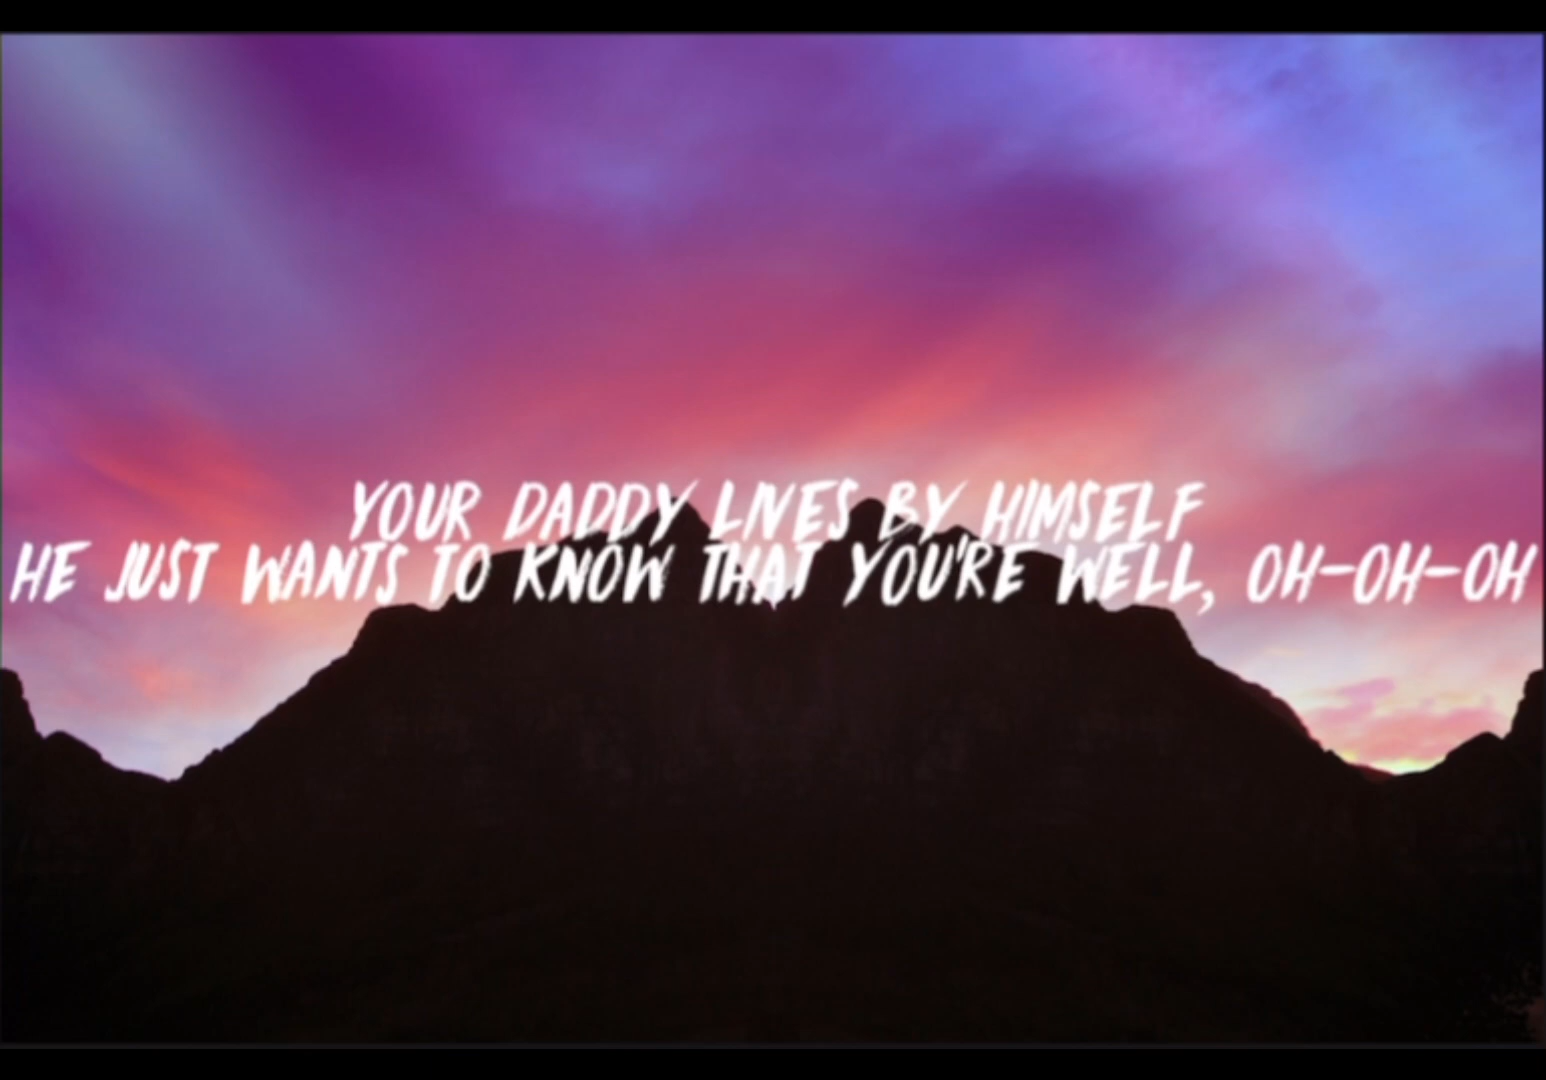 YOUR DADDY LIVES BY HIMSELF
HE JUST WANTS TO KNOW THAT YOU'RE WELL, OH-OH-OH